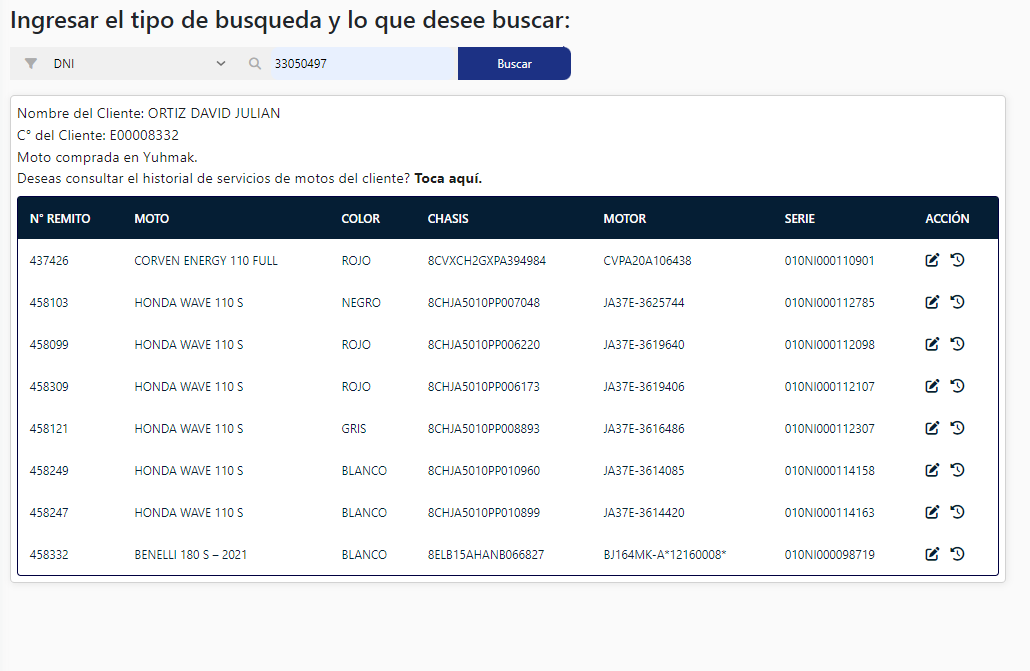 Ingresar el tipo de busqueda y lo que desee buscar:
DNI 33050497 Buscar
Nombre del Cliente: ORTIZ DAVID JULIAN
C° del Cliente: E00008332
Moto comprada en Yuhmak.
Deseas consultar el historial de servicios de motos del cliente? Toca aquí.
N° REMITO MOTO COLOR CHASIS MOTOR SERIE ACCIÓN
437426 CORVEN ENERGY 110 FULL ROJO 8CVXCH2GXPA394984 CVPA20A106438 010NI000110901
458103 HONDA WAVE 110 S NEGRO 8CHJA5010PP007048 JA37E-3625744 010NI000112785
458099 HONDA WAVE 110 S ROJO 8CHJA5010PP006220 JA37E-3619640 010NI000112098
458309 HONDA WAVE 110 S ROJO 8CHJA5010PP006173 JA37E-3619406 010NI000112107
458121 HONDA WAVE 110 S GRIS 8CHJA5010PP008893 JA37E-3616486 010NI000112307
458249 HONDA WAVE 110 S BLANCO 8CHJA5010PP010960 JA37E-3614085 010NI000114158
458247 HONDA WAVE 110 S BLANCO 8CHJA5010PP010899 JA37E-3614420 010NI000114163
458332 BENELLI 180 S – 2021 BLANCO 8ELB15AHANB066827 BJ164MK-A*12160008* 010NI000098719